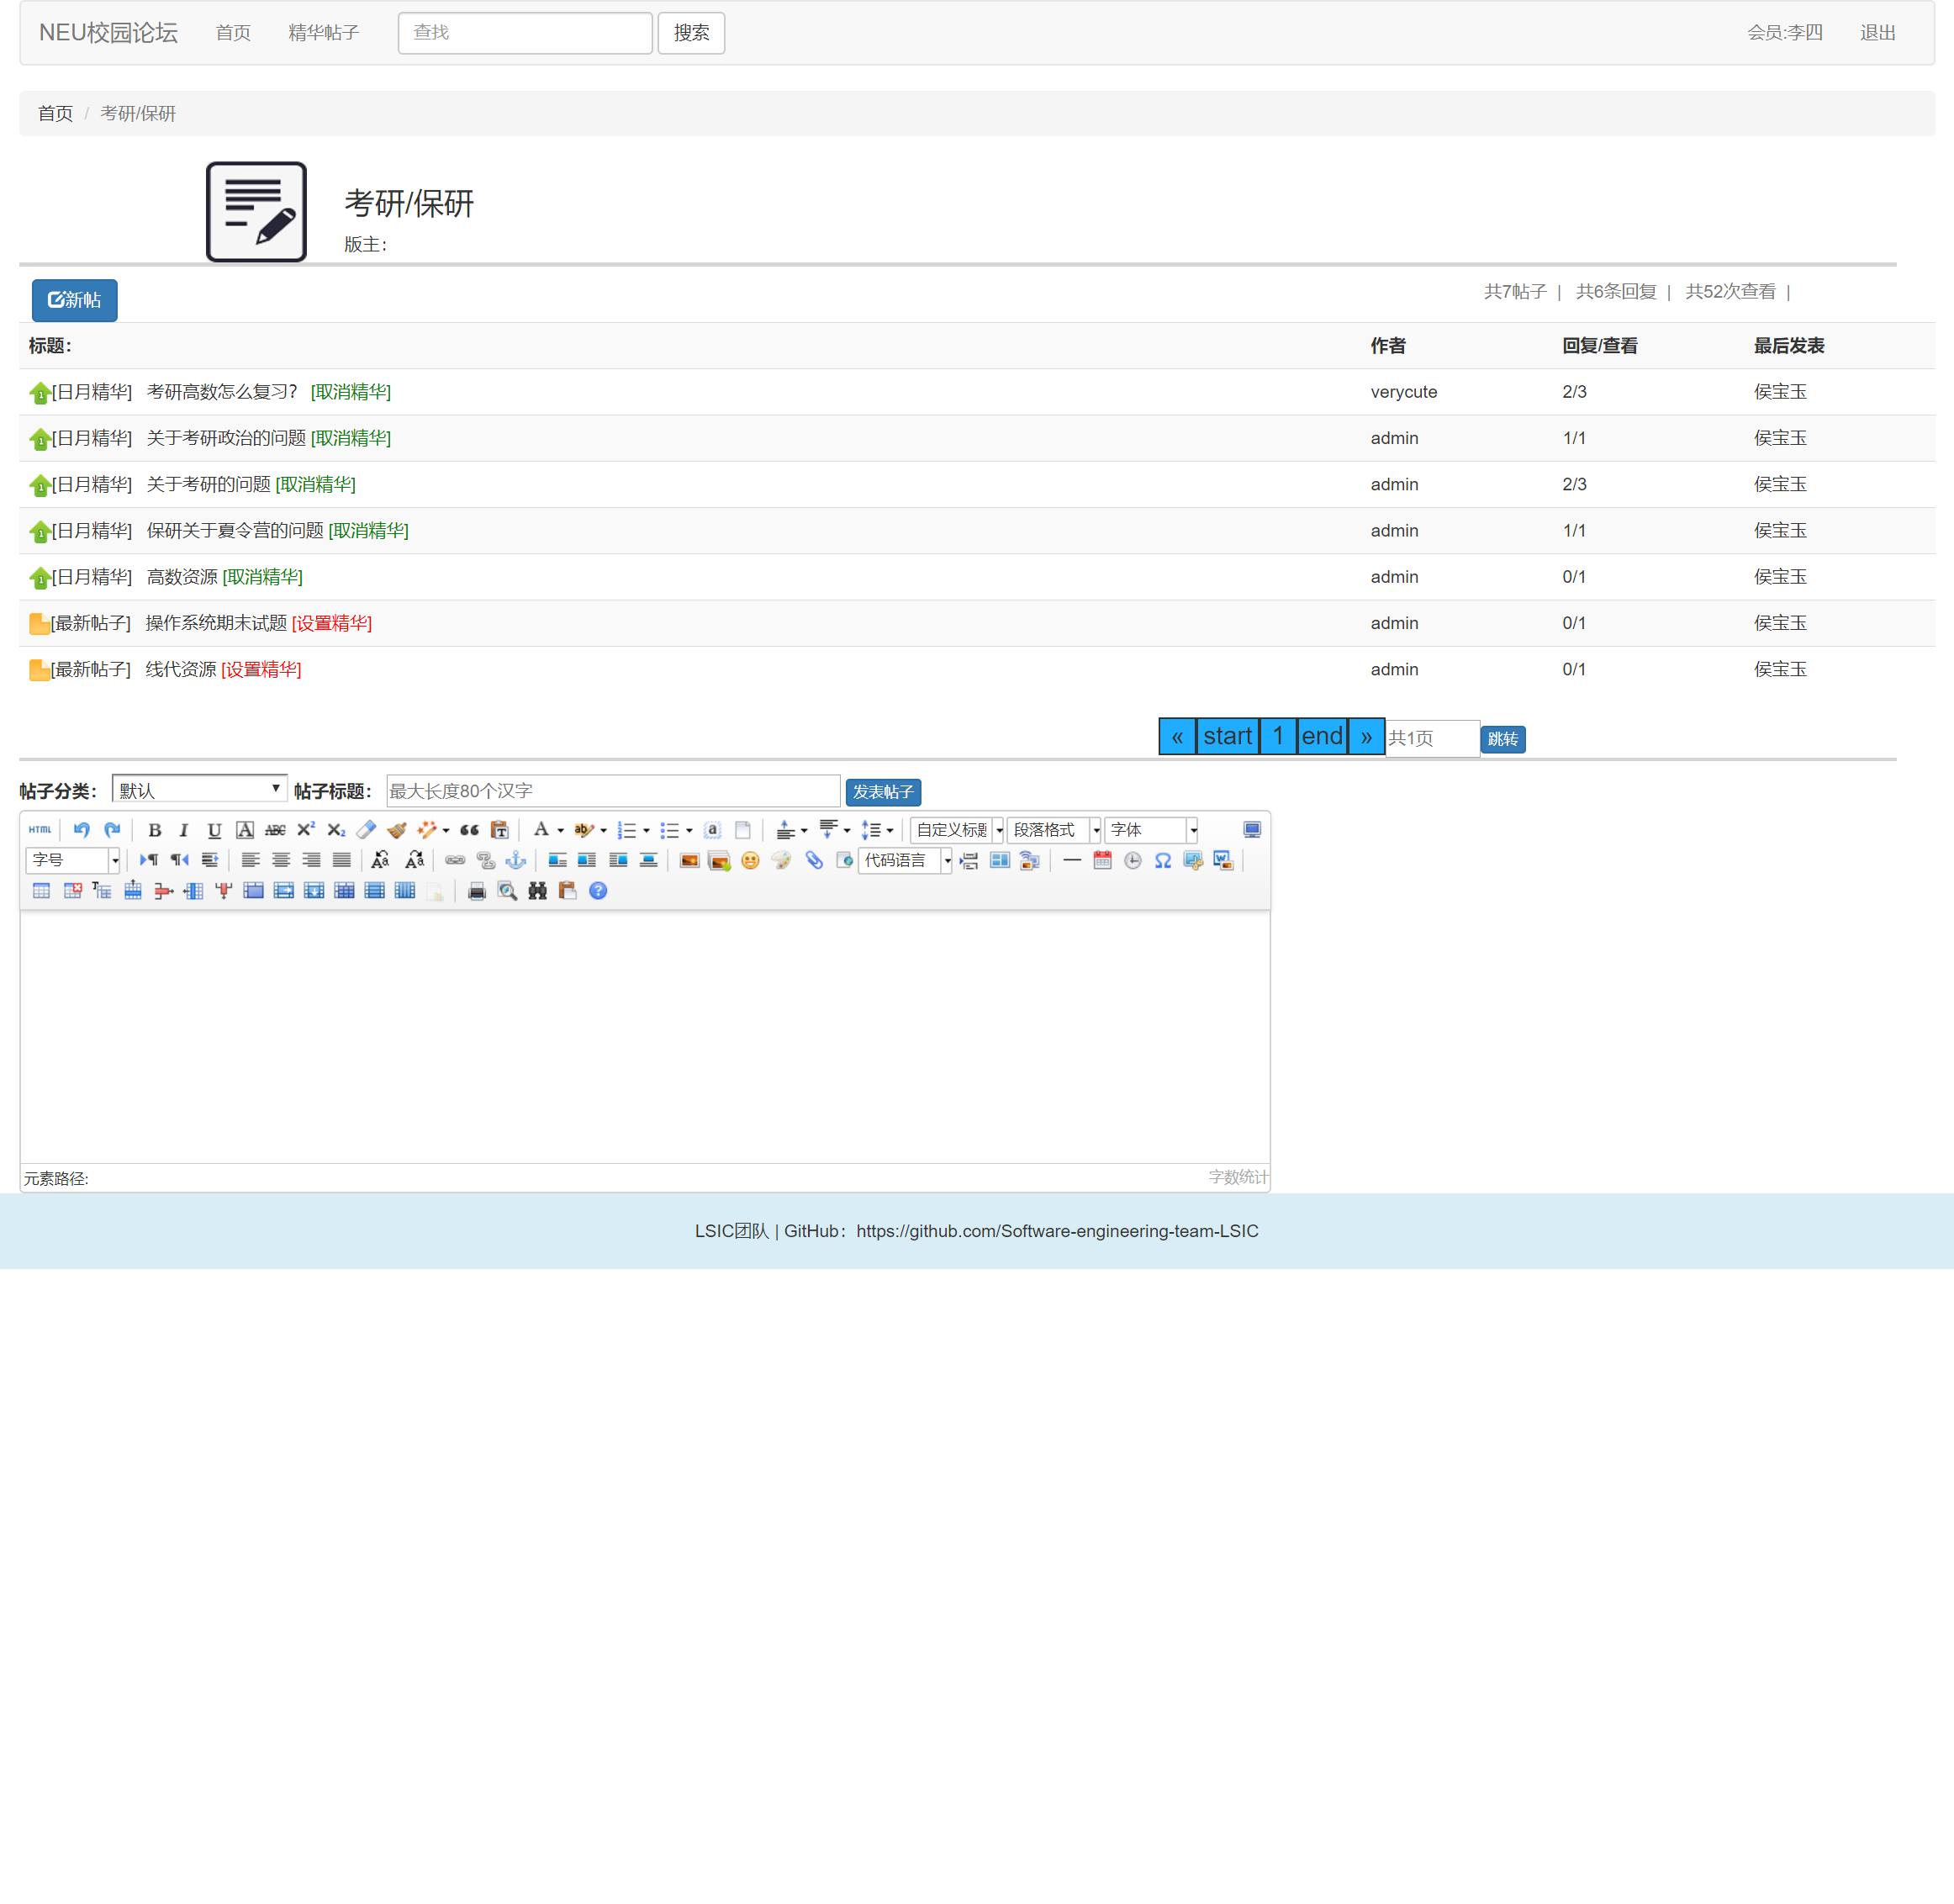 NEU校园论坛 首页 精华帖子 查找 搜索 会员:李四 退出
首页 / 考研/保研
考研/保研
版主：
新帖 共7帖子 | 共6条回复 | 共52次查看 |
标题： 作者 回复/查看 最后发表
[日月精华] 考研高数怎么复习？ [取消精华] verycute 2/3 侯宝玉
[日月精华] 关于考研政治的问题 [取消精华] admin 1/1 侯宝玉
[日月精华] 关于考研的问题 [取消精华] admin 2/3 侯宝玉
[日月精华] 保研关于夏令营的问题 [取消精华] admin 1/1 侯宝玉
[日月精华] 高数资源 [取消精华] admin 0/1 侯宝玉
[最新帖子] 操作系统期末试题 [设置精华] admin 0/1 侯宝玉
[最新帖子] 线代资源 [设置精华] admin 0/1 侯宝玉
« start 1 end » 共1页 跳转
帖子分类： 默认 帖子标题： 最大长度80个汉字 发表帖子
HTML B I U A ABC X² X₂ A ab a 自定义标题 段落格式 字体
字号 代码语言
元素路径: 字数统计
LSIC团队 | GitHub：https://github.com/Software-engineering-team-LSIC